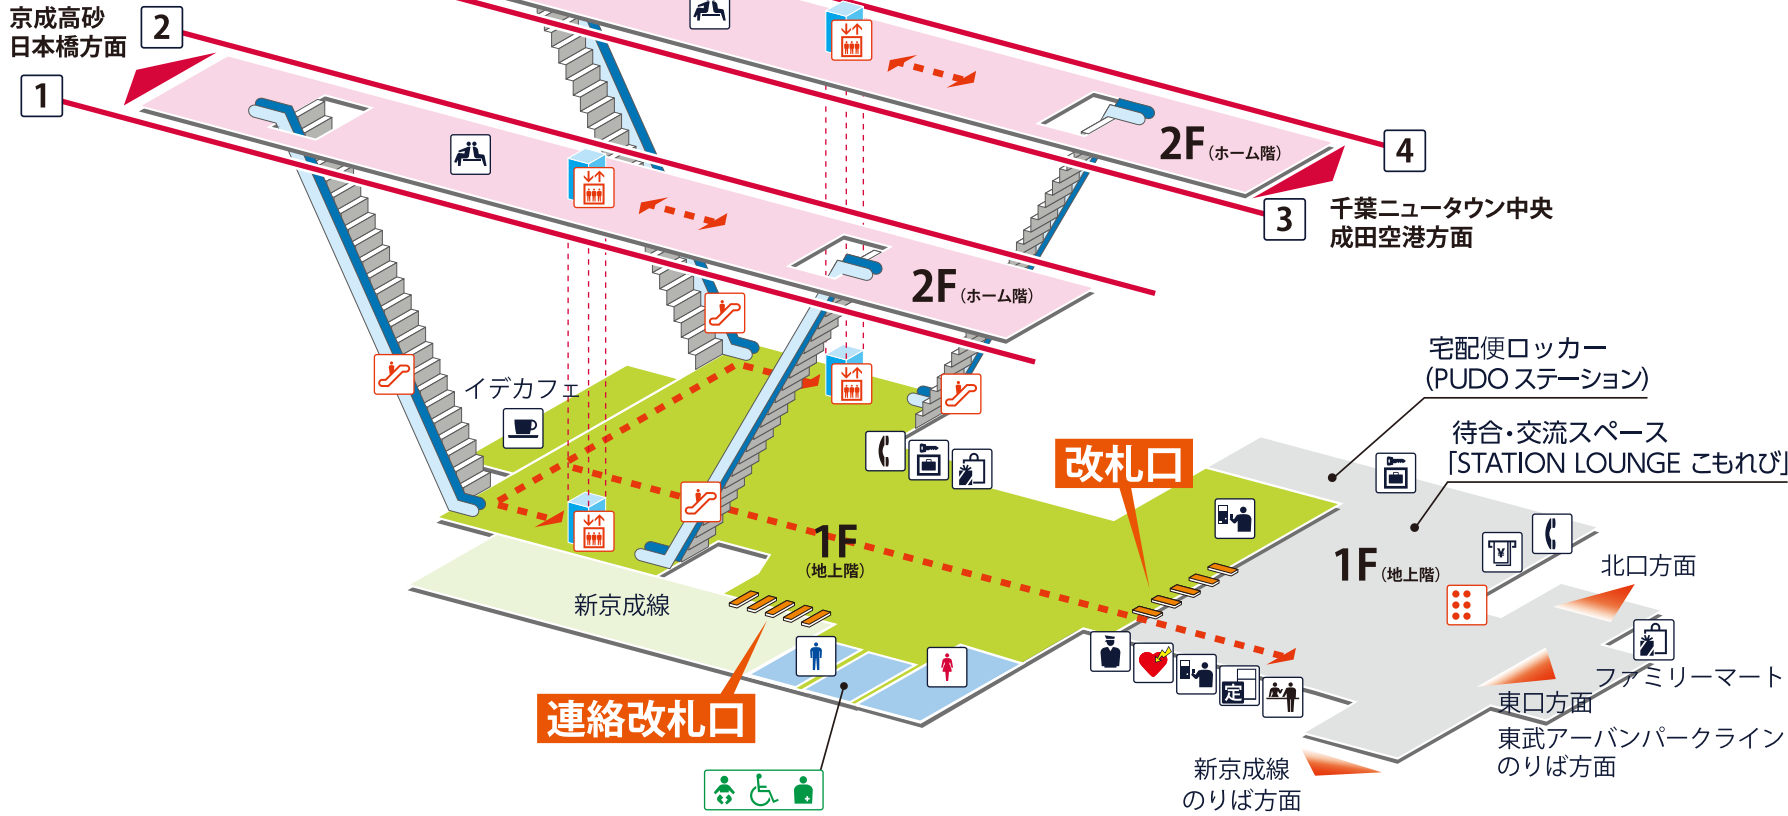 京成高砂
日本橋方面
2
1
4
2F(ホーム階)
3
千葉ニュータウン中央
成田空港方面
2F(ホーム階)
宅配便ロッカー
(PUDO ステーション)
イデカフェ
待合・交流スペース
「STATION LOUNGE こもれび」
改札口
1F
(地上階)
1F(地上階)
¥
北口方面
新京成線
定
ファミリーマート
東口方面
連絡改札口
東武アーバンパークライン
のりば方面
新京成線
のりば方面